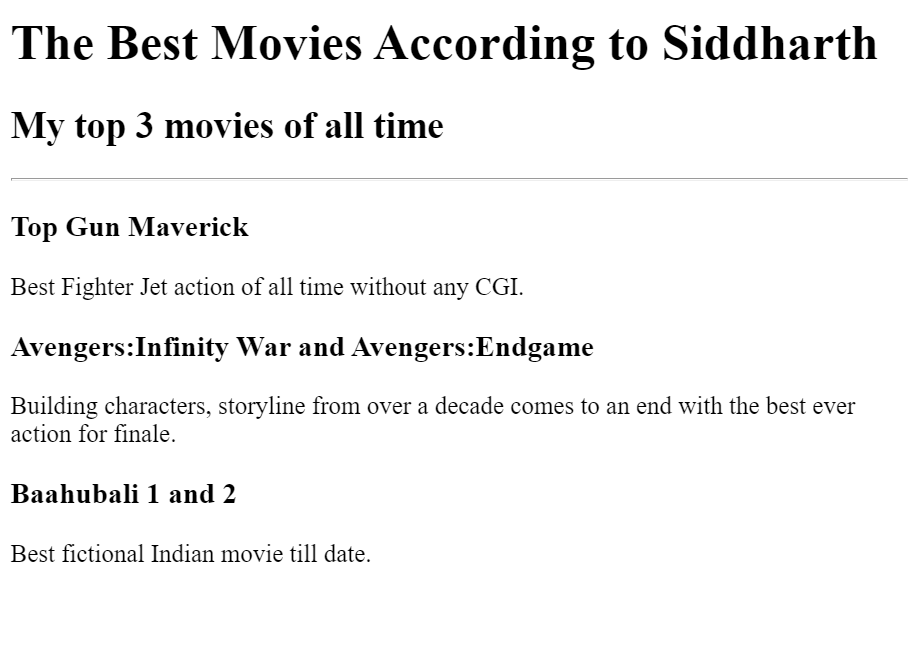 The Best Movies According to Siddharth
My top 3 movies of all time
Top Gun Maverick
Best Fighter Jet action of all time without any CGI.
Avengers:Infinity War and Avengers:Endgame
Building characters, storyline from over a decade comes to an end with the best ever
action for finale.
Baahubali 1 and 2
Best fictional Indian movie till date.